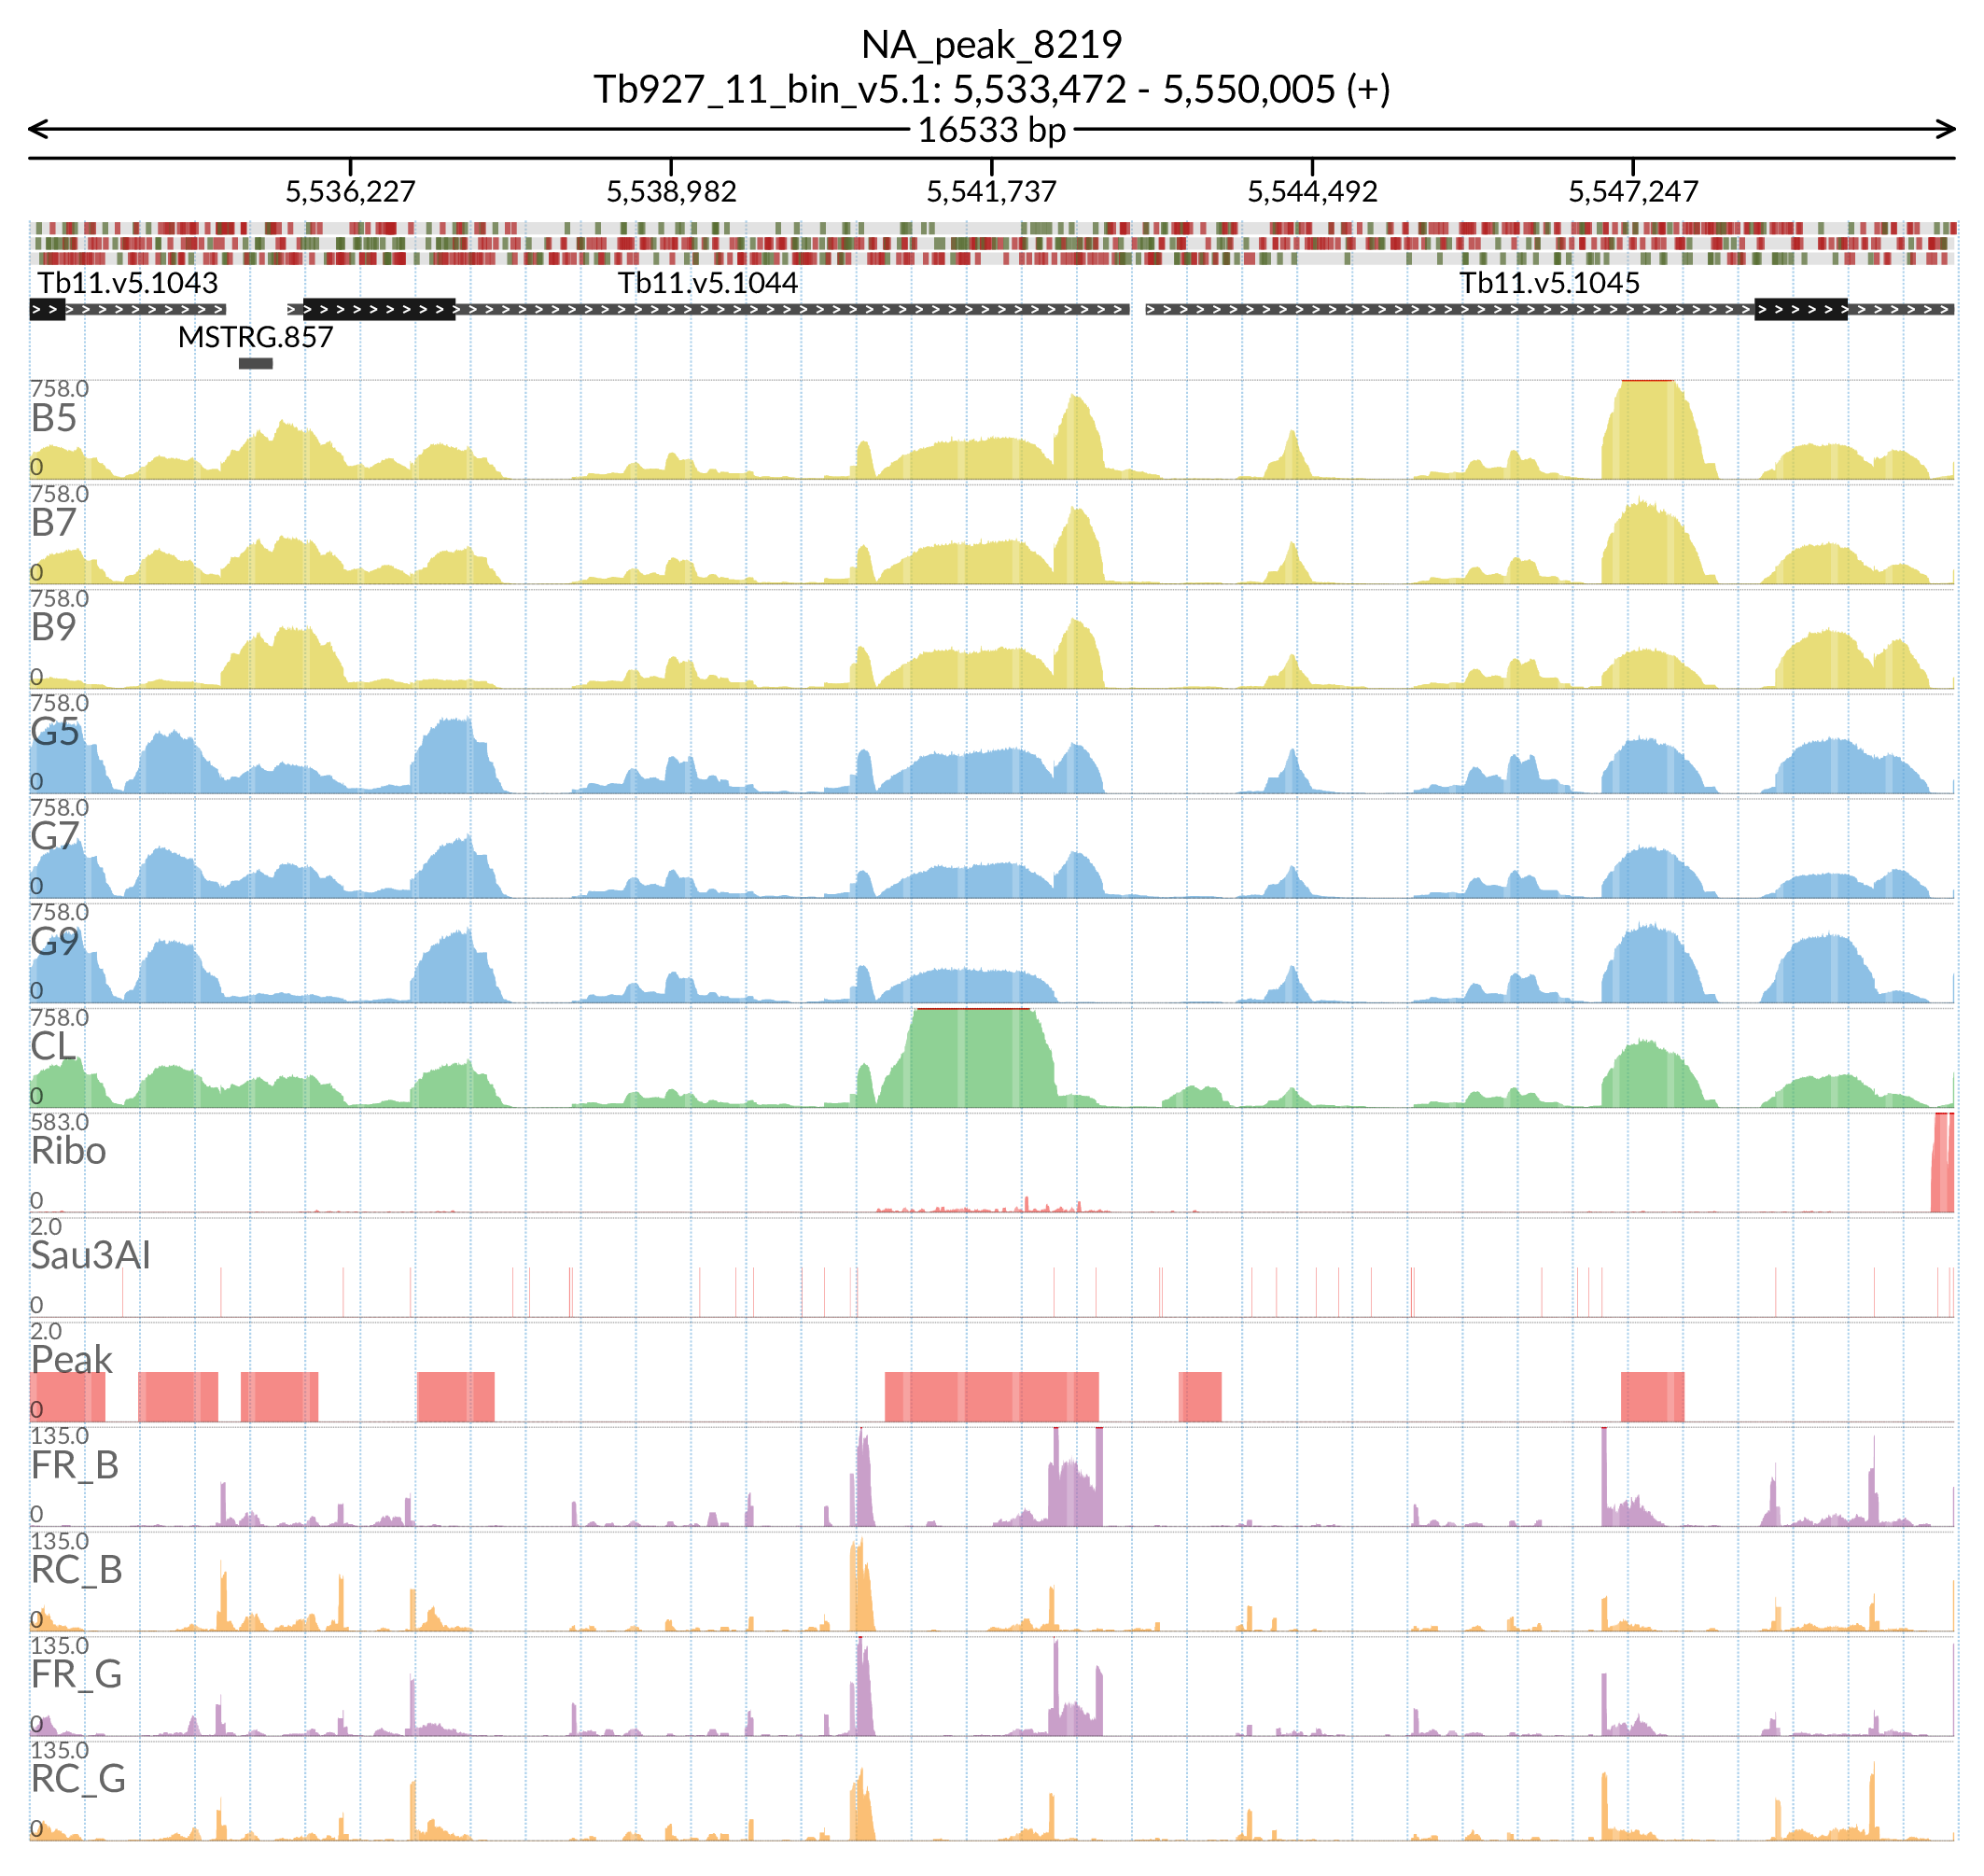 NA_peak_8219
Tb927_11_bin_v5.1: 5,533,472 - 5,550,005 (+)
16533 bp
5,536,227 5,538,982 5,541,737 5,544,492 5,547,247
Tb11.v5.1043 Tb11.v5.1044 Tb11.v5.1045
MSTRG.857
758.0
B5
0
758.0
B7
0
758.0
B9
0
758.0
G5
0
758.0
G7
0
758.0
G9
0
758.0
CL
0
583.0
Ribo
0
2.0
Sau3AI
0
2.0
Peak
0
135.0
FR_B
0
135.0
RC_B
0
135.0
FR_G
0
135.0
RC_G
0